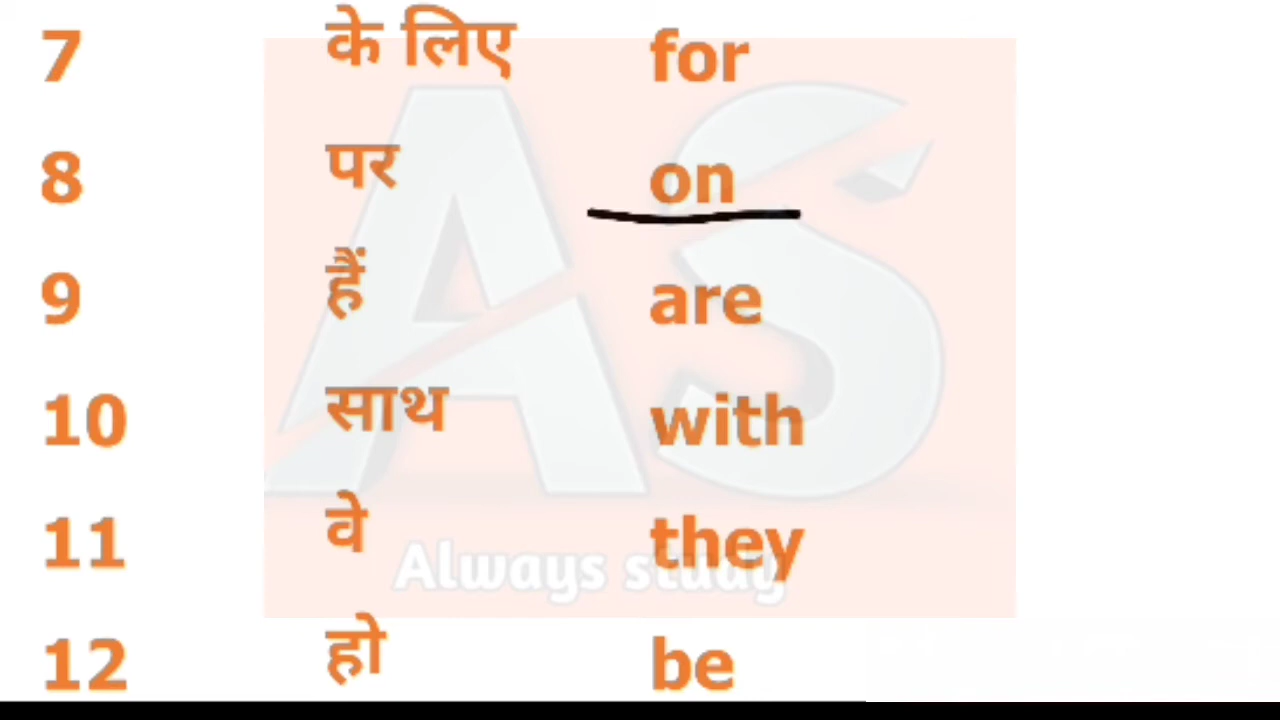 7 के लिए for
8 पर on
9 हैं are
10 साथ with
11 वे they
12 हो be
AS
Always study